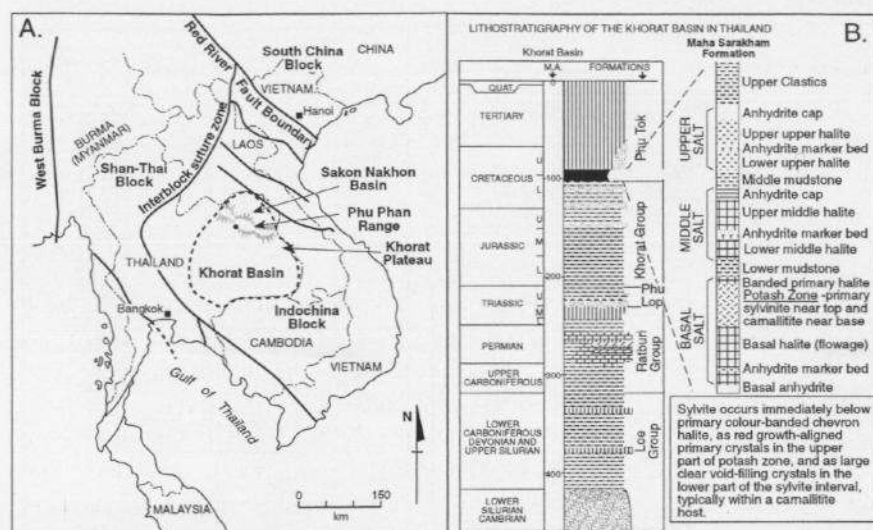 A.
Red River
Fault Boundary
South China
Block
CHINA
VIETNAM
Hanoi
West Burma Block
BURMA
(MYANMAR)
Shan-Thai
Block
Interblock suture zone
LAOS
Sakon Nakhon
Basin
Phu Phan
Range
Khorat
Plateau
THAILAND
Khorat Basin
Bangkok
Indochina
Block
CAMBODIA
VIETNAM
Gulf of Thailand
N
MALAYSIA
0 150
km
LITHOSTRATIGRAPHY OF THE KHORAT BASIN IN THAILAND
B.
Khorat Basin
M.A. FORMATIONS
0
QUAT.
TERTIARY
Phu Tok
U
CRETACEOUS
100
L
U
JURASSIC
M
L
Khorat Group
200
U
TRIASSIC
M
Phu
Lop
PERMIAN
Ratburi
Group
UPPER
CARBONIFEROUS
300
LOWER
CARBONIFEROUS
DEVONIAN AND
UPPER SILURIAN
Loe
Group
400
LOWER
SILURIAN
CAMBRIAN
Maha Sarakham
Formation
Upper Clastics
UPPER
SALT
Anhydrite cap
Upper upper halite
Anhydrite marker bed
Lower upper halite
Middle mudstone
MIDDLE
SALT
Anhydrite cap
Upper middle halite
Anhydrite marker bed
Lower middle halite
Lower mudstone
BASAL
SALT
Banded primary halite
Potash Zone -primary
sylvinite near top and
carnallitite near base
Basal halite (flowage)
Anhydrite marker bed
Basal anhydrite
Sylvite occurs immediately below
primary colour-banded chevron
halite, as red growth-aligned
primary crystals in the upper
part of potash zone, and as large
clear void-filling crystals in the
lower part of the sylvite interval,
typically within a carnallitite
host.